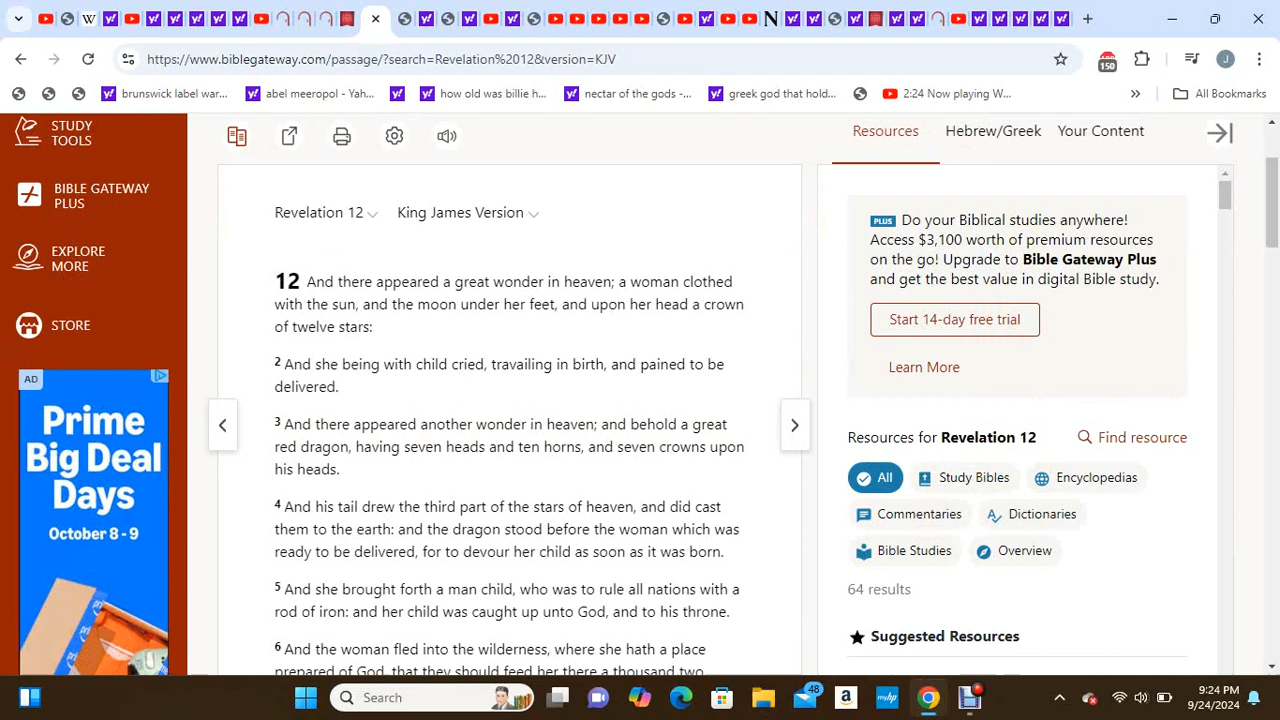 https://www.biblegateway.com/passage/?search=Revelation%2012&version=KJV
150
J
brunswick label war...
abel meeropol - Yah...
how old was billie h...
nectar of the gods -...
greek god that hold...
2:24 Now playing W...
»
All Bookmarks
STUDY
TOOLS
BIBLE GATEWAY
PLUS
EXPLORE
MORE
STORE
AD
Prime
Big Deal
Days
October 8 - 9
Revelation 12
King James Version
12 And there appeared a great wonder in heaven; a woman clothed
with the sun, and the moon under her feet, and upon her head a crown
of twelve stars:
2 And she being with child cried, travailing in birth, and pained to be
delivered.
3 And there appeared another wonder in heaven; and behold a great
red dragon, having seven heads and ten horns, and seven crowns upon
his heads.
4 And his tail drew the third part of the stars of heaven, and did cast
them to the earth: and the dragon stood before the woman which was
ready to be delivered, for to devour her child as soon as it was born.
5 And she brought forth a man child, who was to rule all nations with a
rod of iron: and her child was caught up unto God, and to his throne.
6 And the woman fled into the wilderness, where she hath a place
prepared of God, that they should feed her there a thousand two
Resources
Hebrew/Greek
Your Content
PLUS Do your Biblical studies anywhere!
Access $3,100 worth of premium resources
on the go! Upgrade to Bible Gateway Plus
and get the best value in digital Bible study.
Start 14-day free trial
Learn More
Resources for Revelation 12
Find resource
All
Study Bibles
Encyclopedias
Commentaries
Dictionaries
Bible Studies
Overview
64 results
Suggested Resources
Search
48
9:24 PM
9/24/2024